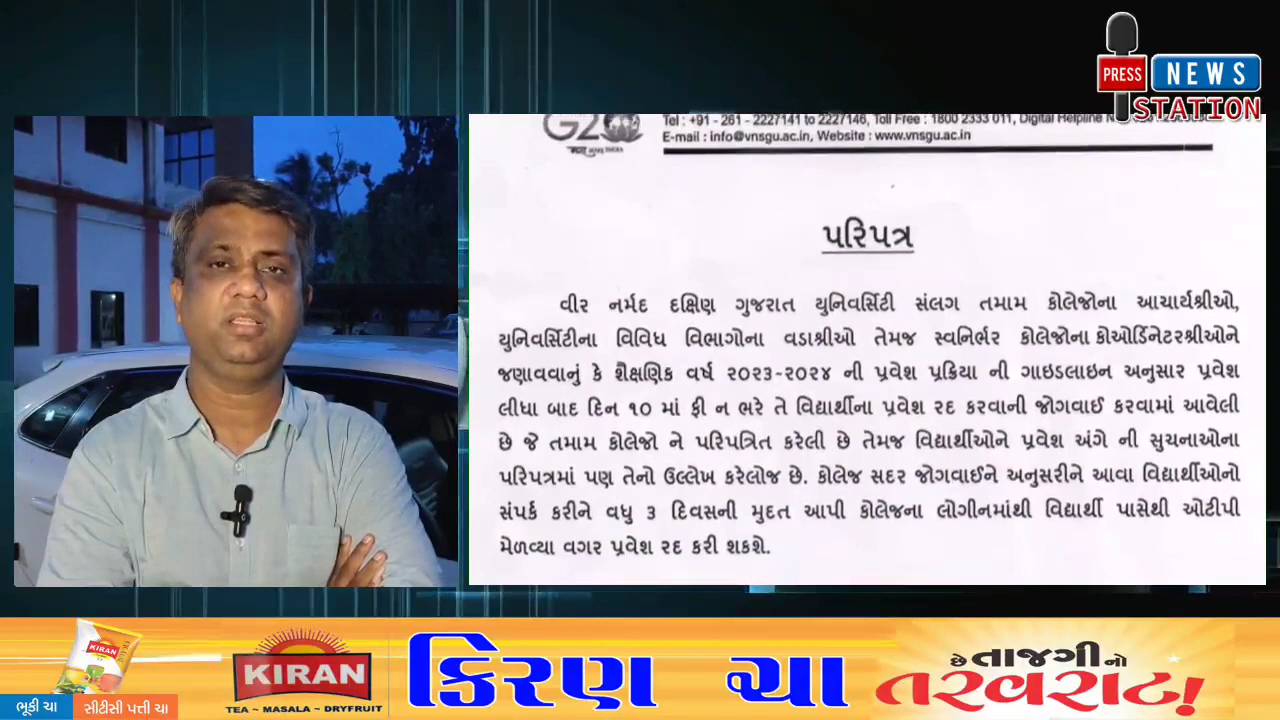 PRESS NEWS
STATION
G20
Tel : +91 - 261 - 2227141 to 2227146, Toll Free : 1800 2333 011, Digital Helpline
E-mail : info@vnsgu.ac.in, Website : www.vnsgu.ac.in
પરિપત્ર
વીર નર્મદ દક્ષિણ ગુજરાત યુનિવર્સિટી સંલગ તમામ કોલેજોના આચાર્યશ્રીઓ,
યુનિવર્સિટીના વિવિધ વિભાગોના વડાશ્રીઓ તેમજ સ્વનિર્ભર કોલેજોના કોઓર્ડિનેટરશ્રીઓને
જણાવવાનું કે શૈક્ષણિક વર્ષ ૨૦૨૩-૨૦૨૪ ની પ્રવેશ પ્રક્રિયા ની ગાઇડલાઇન અનુસાર પ્રવેશ
લીધા બાદ દિન ૧૦ માં ફી ન ભરે તે વિદ્યાર્થીના પ્રવેશ રદ કરવાની જોગવાઈ કરવામાં આવેલી
છે જે તમામ કોલેજો ને પરિપત્રિત કરેલી છે તેમજ વિદ્યાર્થીઓને પ્રવેશ અંગે ની સુચનાઓના
પરિપત્રમાં પણ તેનો ઉલ્લેખ કરેલોજ છે. કોલેજ સદર જોગવાઈને અનુસરીને આવા વિદ્યાર્થીઓનો
સંપર્ક કરીને વધુ ૩ દિવસની મુદત આપી કોલેજના લોગીનમાંથી વિદ્યાર્થી પાસેથી ઓટીપી
મેળવ્યા વગર પ્રવેશ રદ કરી શકશે.
KIRAN
ભૂકી ચા
સીટીસી પત્તી ચા
KIRAN
TEA ~ MASALA ~ DRYFRUIT
કિરણ ચા
છે તાજગીનો
તરવરાટ!